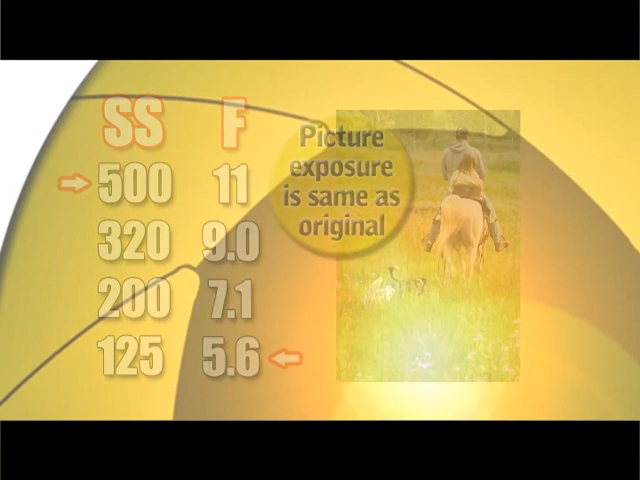 SS F
500 11
320 9.0
200 7.1
125 5.6
Picture
exposure
is same as
original